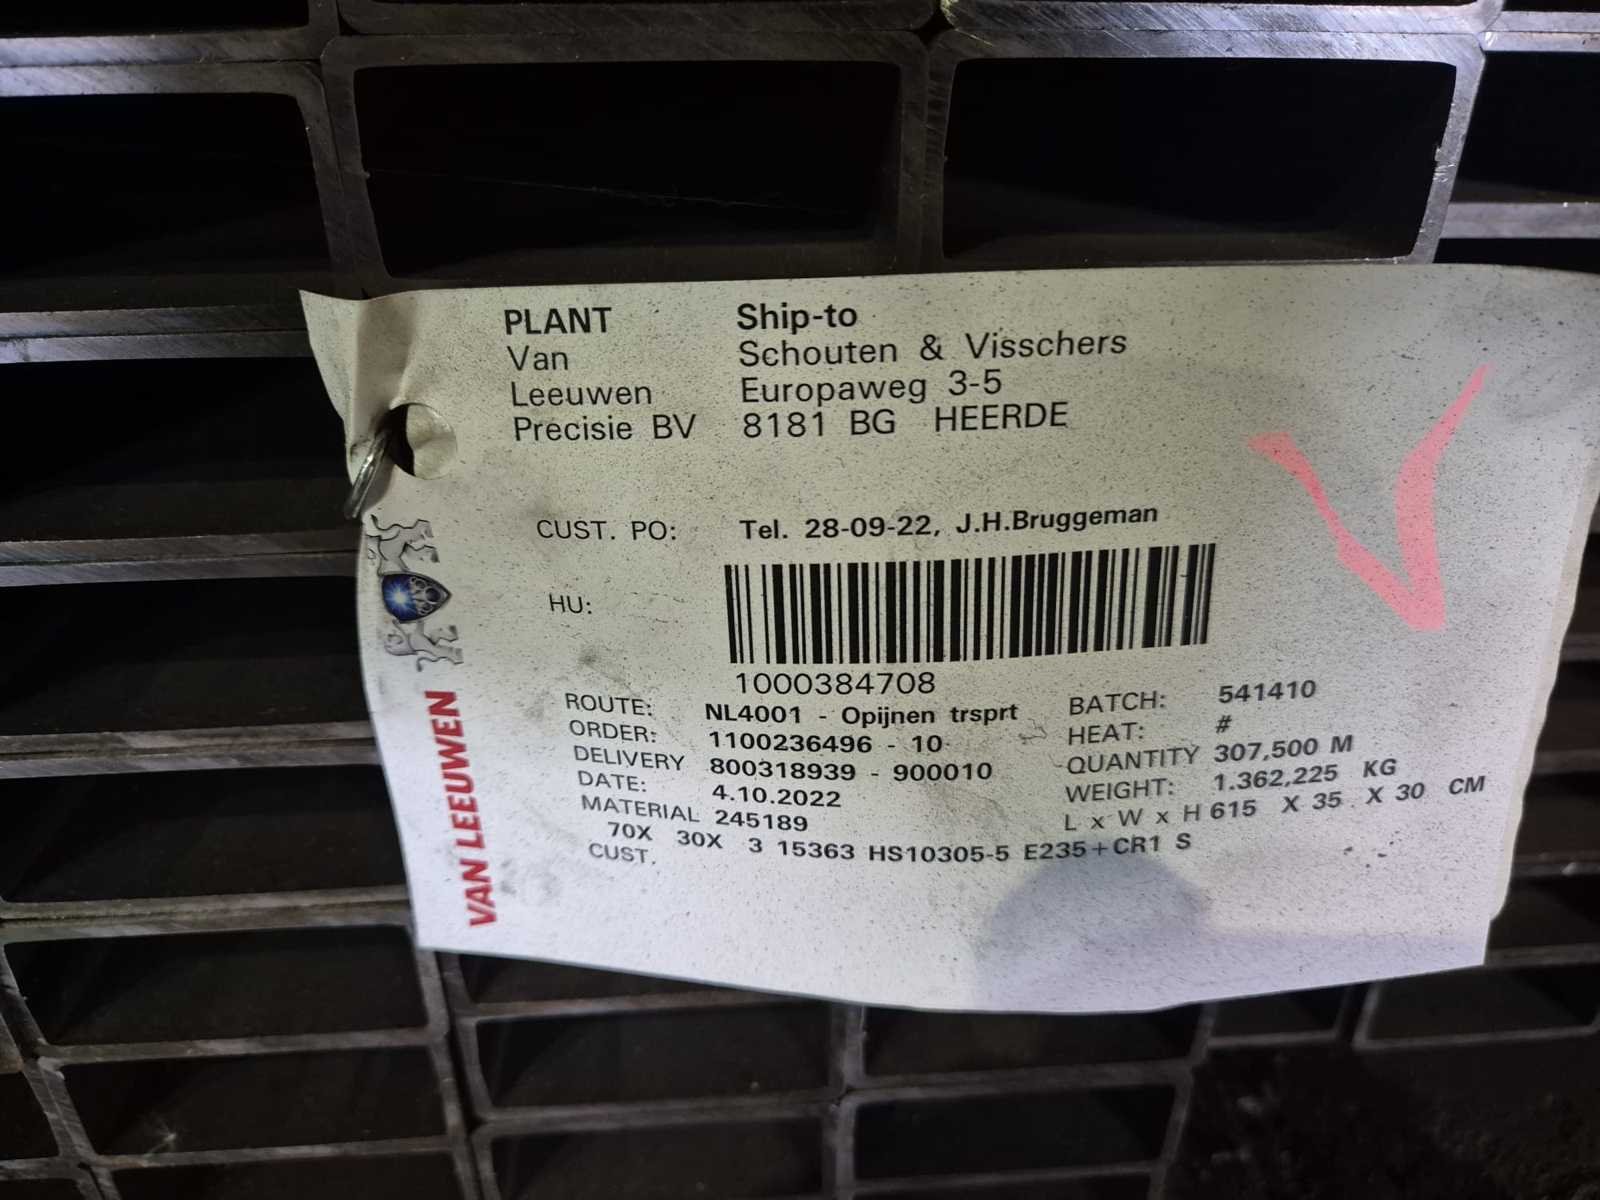 PLANT
Van
Leeuwen
Precisie BV
Ship-to
Schouten & Visschers
Europaweg 3-5
8181 BG HEERDE
CUST. PO: Tel. 28-09-22, J.H.Bruggeman
HU:
1000384708
ROUTE: NL4001 - Opijnen trsprt
ORDER: 1100236496 - 10
DELIVERY 800318939 - 900010
DATE: 4.10.2022
MATERIAL 245189
BATCH: 541410
HEAT: #
QUANTITY 307,500 M
WEIGHT: 1.362,225 KG
L x W x H 615 X 35 X 30 CM
70X 30X 3 15363 HS10305-5 E235+CR1 S
CUST.
VAN LEEUWEN